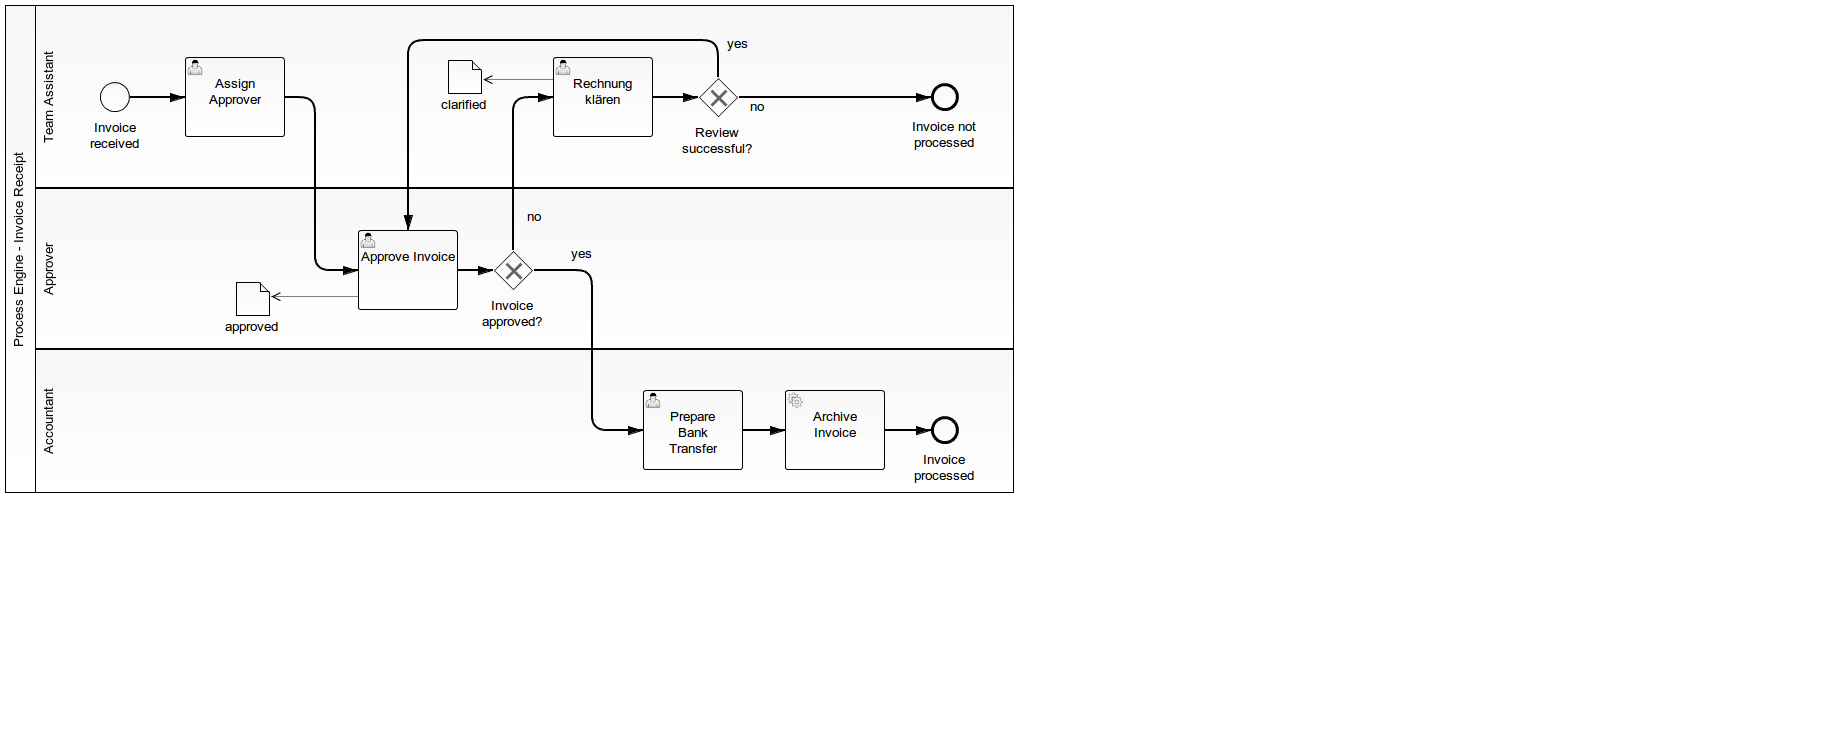 Process Engine - Invoice Receipt
Team Assistant
Invoice
received
Assign
Approver
clarified
Rechnung
klären
yes
no
Review
successful?
Invoice not
processed
Approver
approved
Approve Invoice
no
yes
Invoice
approved?
Accountant
Prepare
Bank
Transfer
Archive
Invoice
Invoice
processed